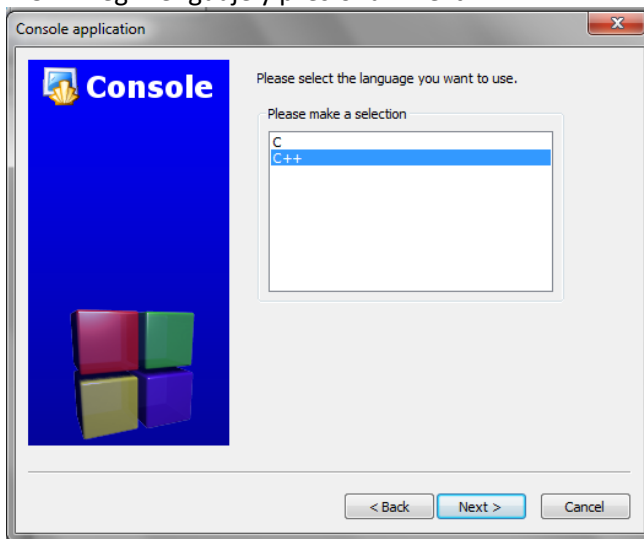 Console application
Console
Please select the language you want to use.
Please make a selection
C
C++
< Back
Next >
Cancel